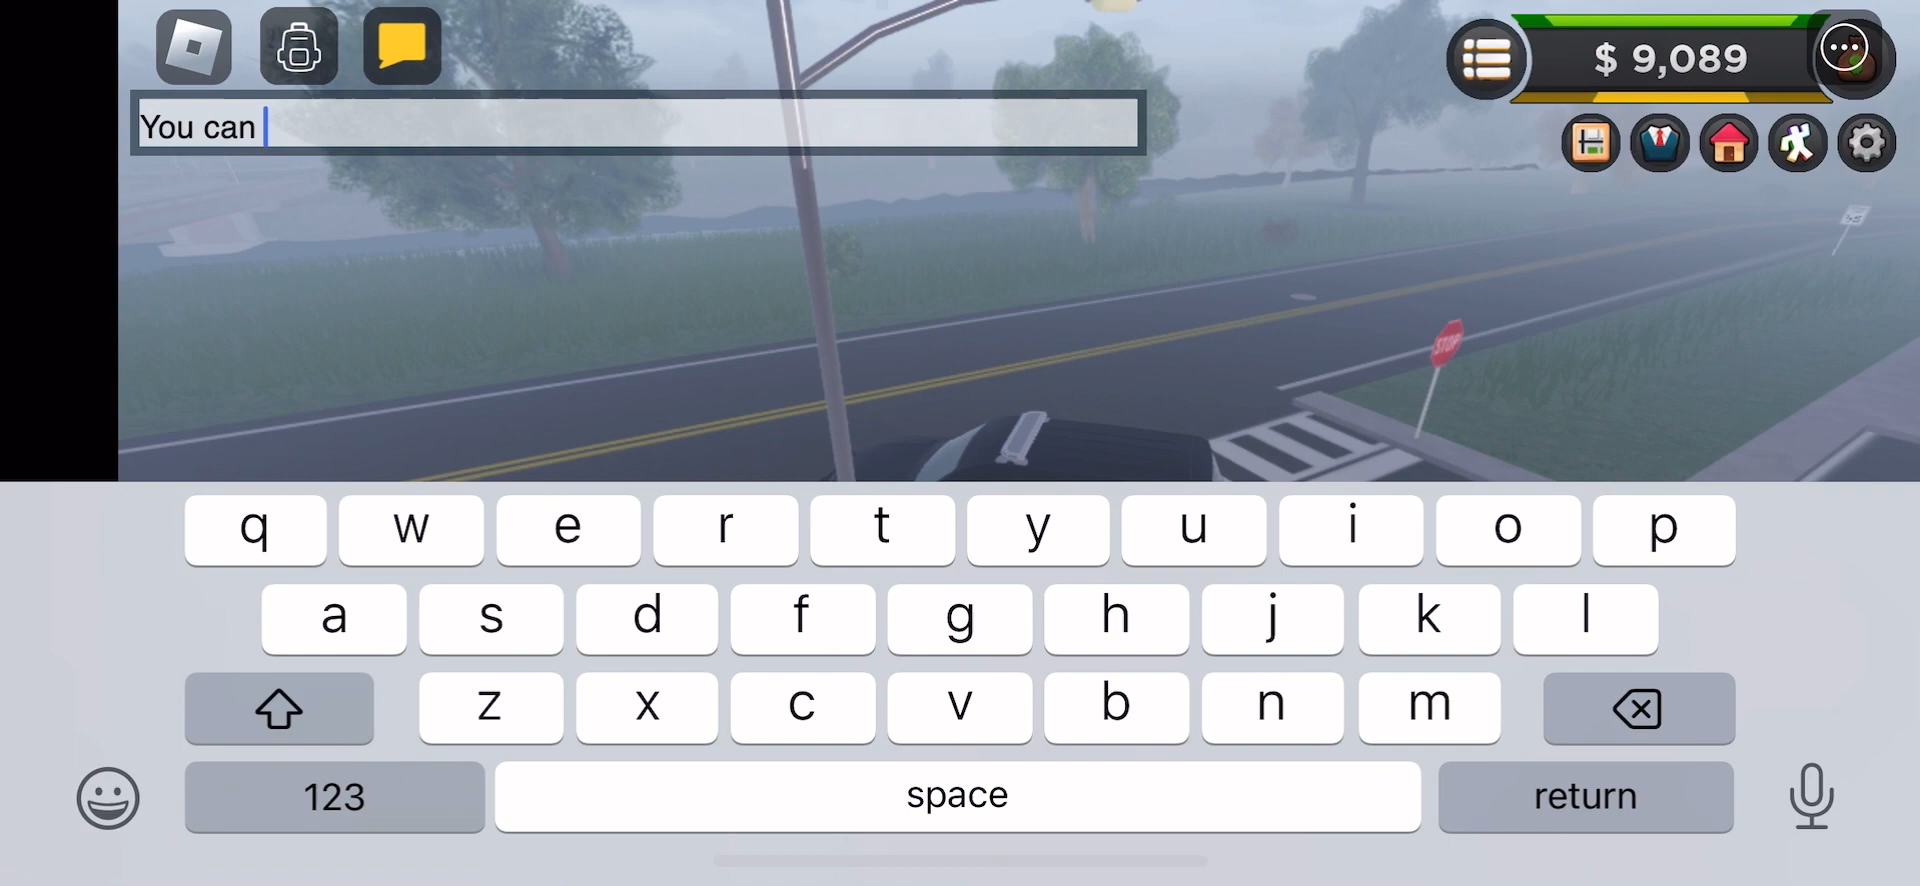 $ 9,089
You can
STOP
q w e r t y u i o p
a s d f g h j k l
z x c v b n m
123 space return